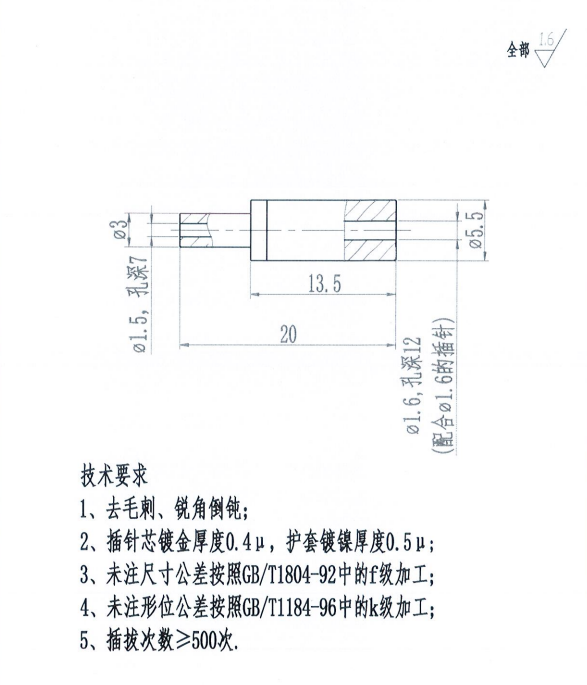 全部 1.6
ø3
ø1.5, 孔深7
13.5
20
ø5.5
ø1.6,孔深12
(配合ø1.6的插针)
技术要求
1、去毛刺、锐角倒钝;
2、插针芯镀金厚度0.4μ, 护套镀镍厚度0.5μ;
3、未注尺寸公差按照GB/T1804-92中的f级加工;
4、未注形位公差按照GB/T1184-96中的k级加工;
5、插拔次数≥500次.